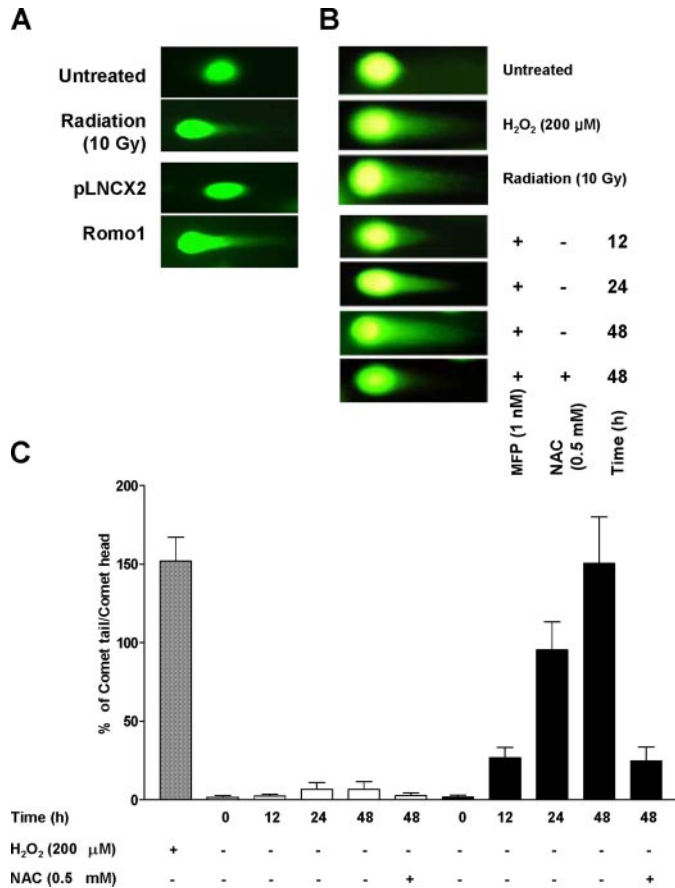 A
Untreated
Radiation
(10 Gy)
pLNCX2
Romo1
B
Untreated
H₂O₂ (200 µM)
Radiation (10 Gy)
+ - 12
+ - 24
+ - 48
+ + 48
MFP (1 nM)
NAC
(0.5 mM)
Time (h)
C
% of Comet tail/Comet head
200
150
100
50
0
Time (h) 0 12 24 48 48 0 12 24 48 48
H₂O₂ (200 µM) + - - - - - - - - - -
NAC (0.5 mM) - - - - - + - - - - +